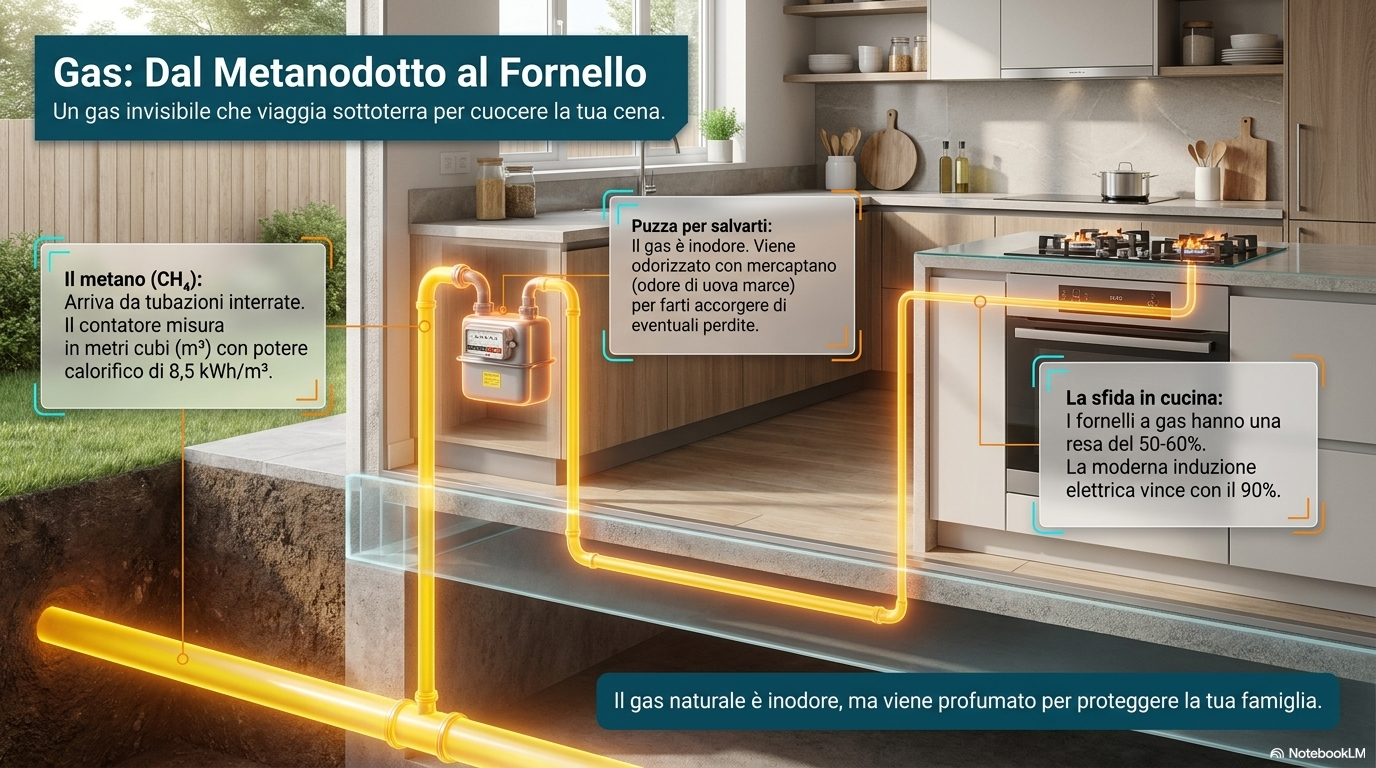 Gas: Dal Metanodotto al Fornello
Un gas invisibile che viaggia sottoterra per cuocere la tua cena.
Puzza per salvarti:
Il gas è inodore. Viene
odorizzato con mercaptano
(odore di uova marce)
per farti accorgere di
eventuali perdite.
Il metano (CH₄):
Arriva da tubazioni interrate.
Il contatore misura
in metri cubi (m³) con potere
calorifico di 8,5 kWh/m³.
La sfida in cucina:
I fornelli a gas hanno una
resa del 50-60%.
La moderna induzione
elettrica vince con il 90%.
Il gas naturale è inodore, ma viene profumato per proteggere la tua famiglia.
NotebookLM